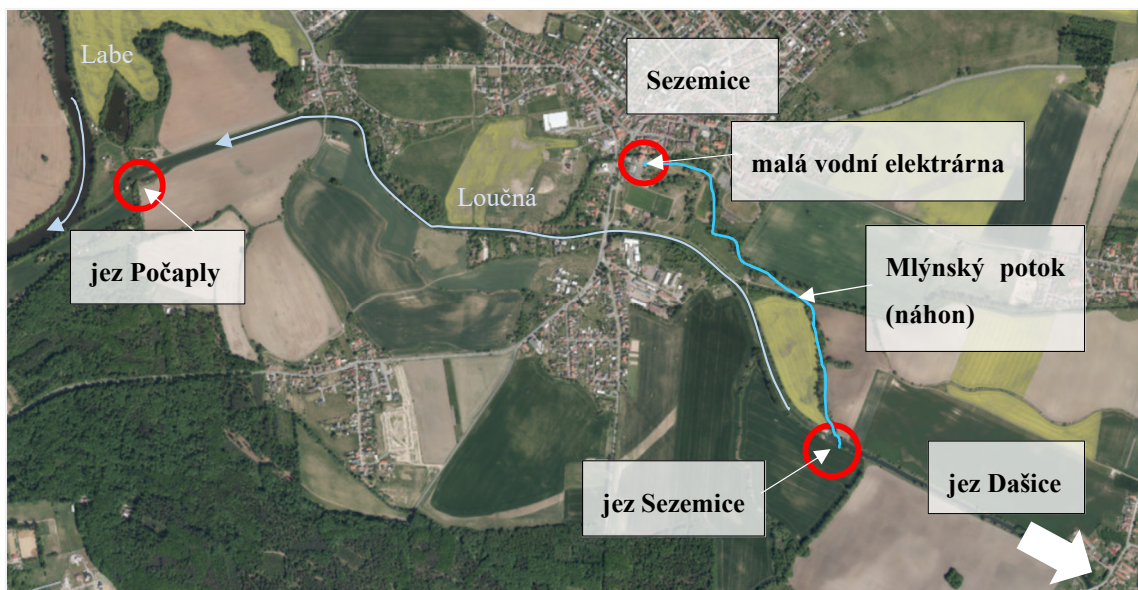 Labe
Sezemice
malá vodní elektrárna
Loučná
jez Počaply
Mlýnský potok
(náhon)
jez Sezemice
jez Dašice